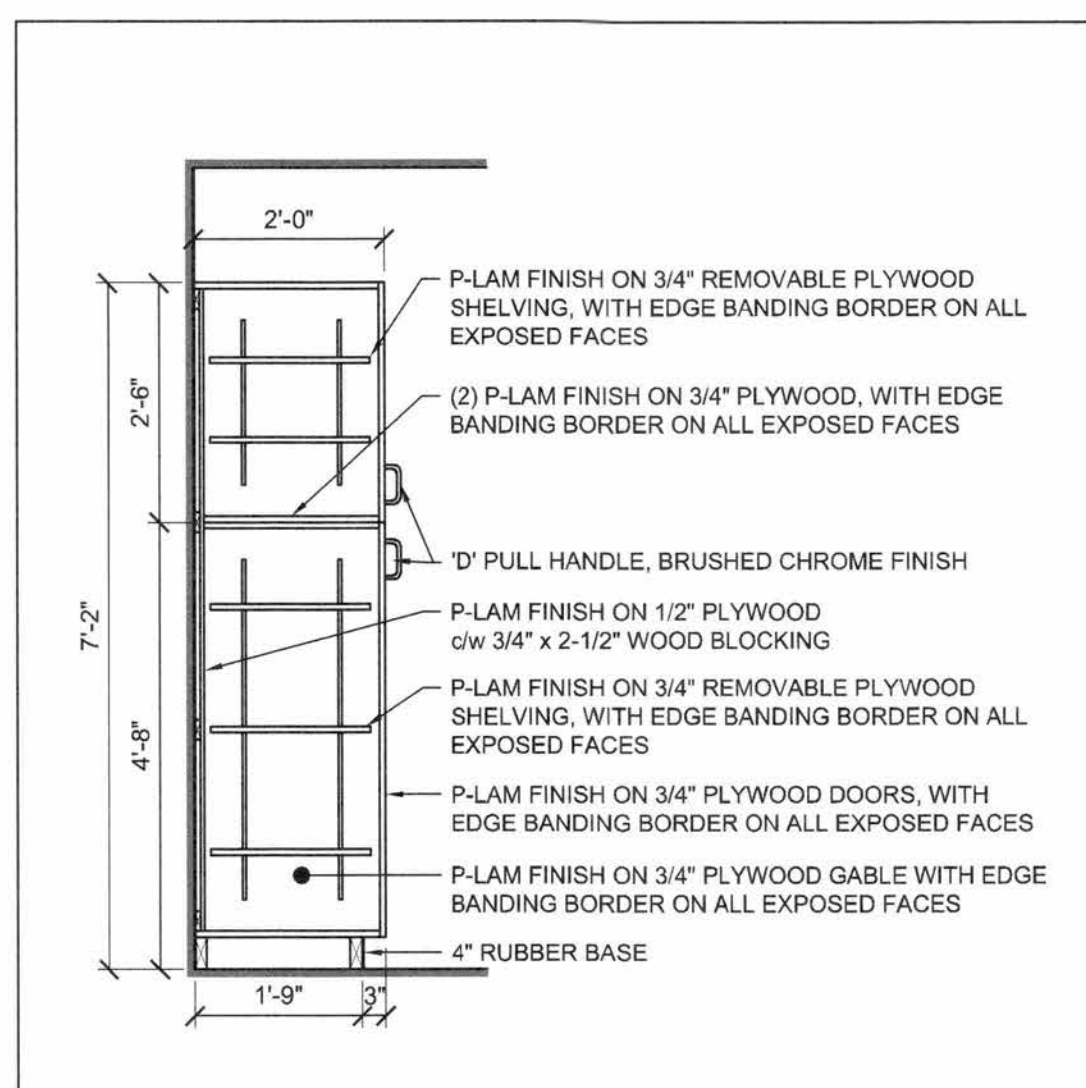 2'-0"
P-LAM FINISH ON 3/4" REMOVABLE PLYWOOD
SHELVING, WITH EDGE BANDING BORDER ON ALL
EXPOSED FACES
2'-6"
(2) P-LAM FINISH ON 3/4" PLYWOOD, WITH EDGE
BANDING BORDER ON ALL EXPOSED FACES
'D' PULL HANDLE, BRUSHED CHROME FINISH
7'-2"
P-LAM FINISH ON 1/2" PLYWOOD
c/w 3/4" x 2-1/2" WOOD BLOCKING
P-LAM FINISH ON 3/4" REMOVABLE PLYWOOD
SHELVING, WITH EDGE BANDING BORDER ON ALL
EXPOSED FACES
4'-8"
P-LAM FINISH ON 3/4" PLYWOOD DOORS, WITH
EDGE BANDING BORDER ON ALL EXPOSED FACES
P-LAM FINISH ON 3/4" PLYWOOD GABLE WITH EDGE
BANDING BORDER ON ALL EXPOSED FACES
4" RUBBER BASE
1'-9"
3"